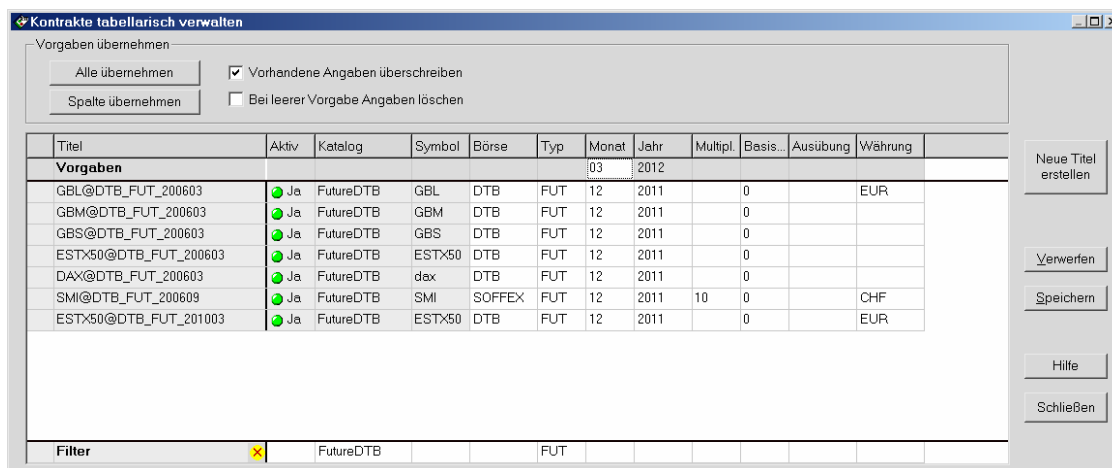 Kontrakte tabellarisch verwalten
Vorgaben übernehmen
Alle übernehmen Vorhandene Angaben überschreiben
Spalte übernehmen Bei leerer Vorgabe Angaben löschen
Titel Aktiv Katalog Symbol Börse Typ Monat Jahr Multipl. Basis... Ausübung Währung
Vorgaben 03 2012
GBL@DTB_FUT_200603 Ja FutureDTB GBL DTB FUT 12 2011 0 EUR
GBM@DTB_FUT_200603 Ja FutureDTB GBM DTB FUT 12 2011 0
GBS@DTB_FUT_200603 Ja FutureDTB GBS DTB FUT 12 2011 0
ESTX50@DTB_FUT_200603 Ja FutureDTB ESTX50 DTB FUT 12 2011 0
DAX@DTB_FUT_200603 Ja FutureDTB dax DTB FUT 12 2011 0
SMI@DTB_FUT_200609 Ja FutureDTB SMI SOFFEX FUT 12 2011 10 0 CHF
ESTX50@DTB_FUT_201003 Ja FutureDTB ESTX50 DTB FUT 12 2011 0 EUR
Filter FutureDTB FUT
Neue Titel
erstellen
Verwerfen
Speichern
Hilfe
Schließen